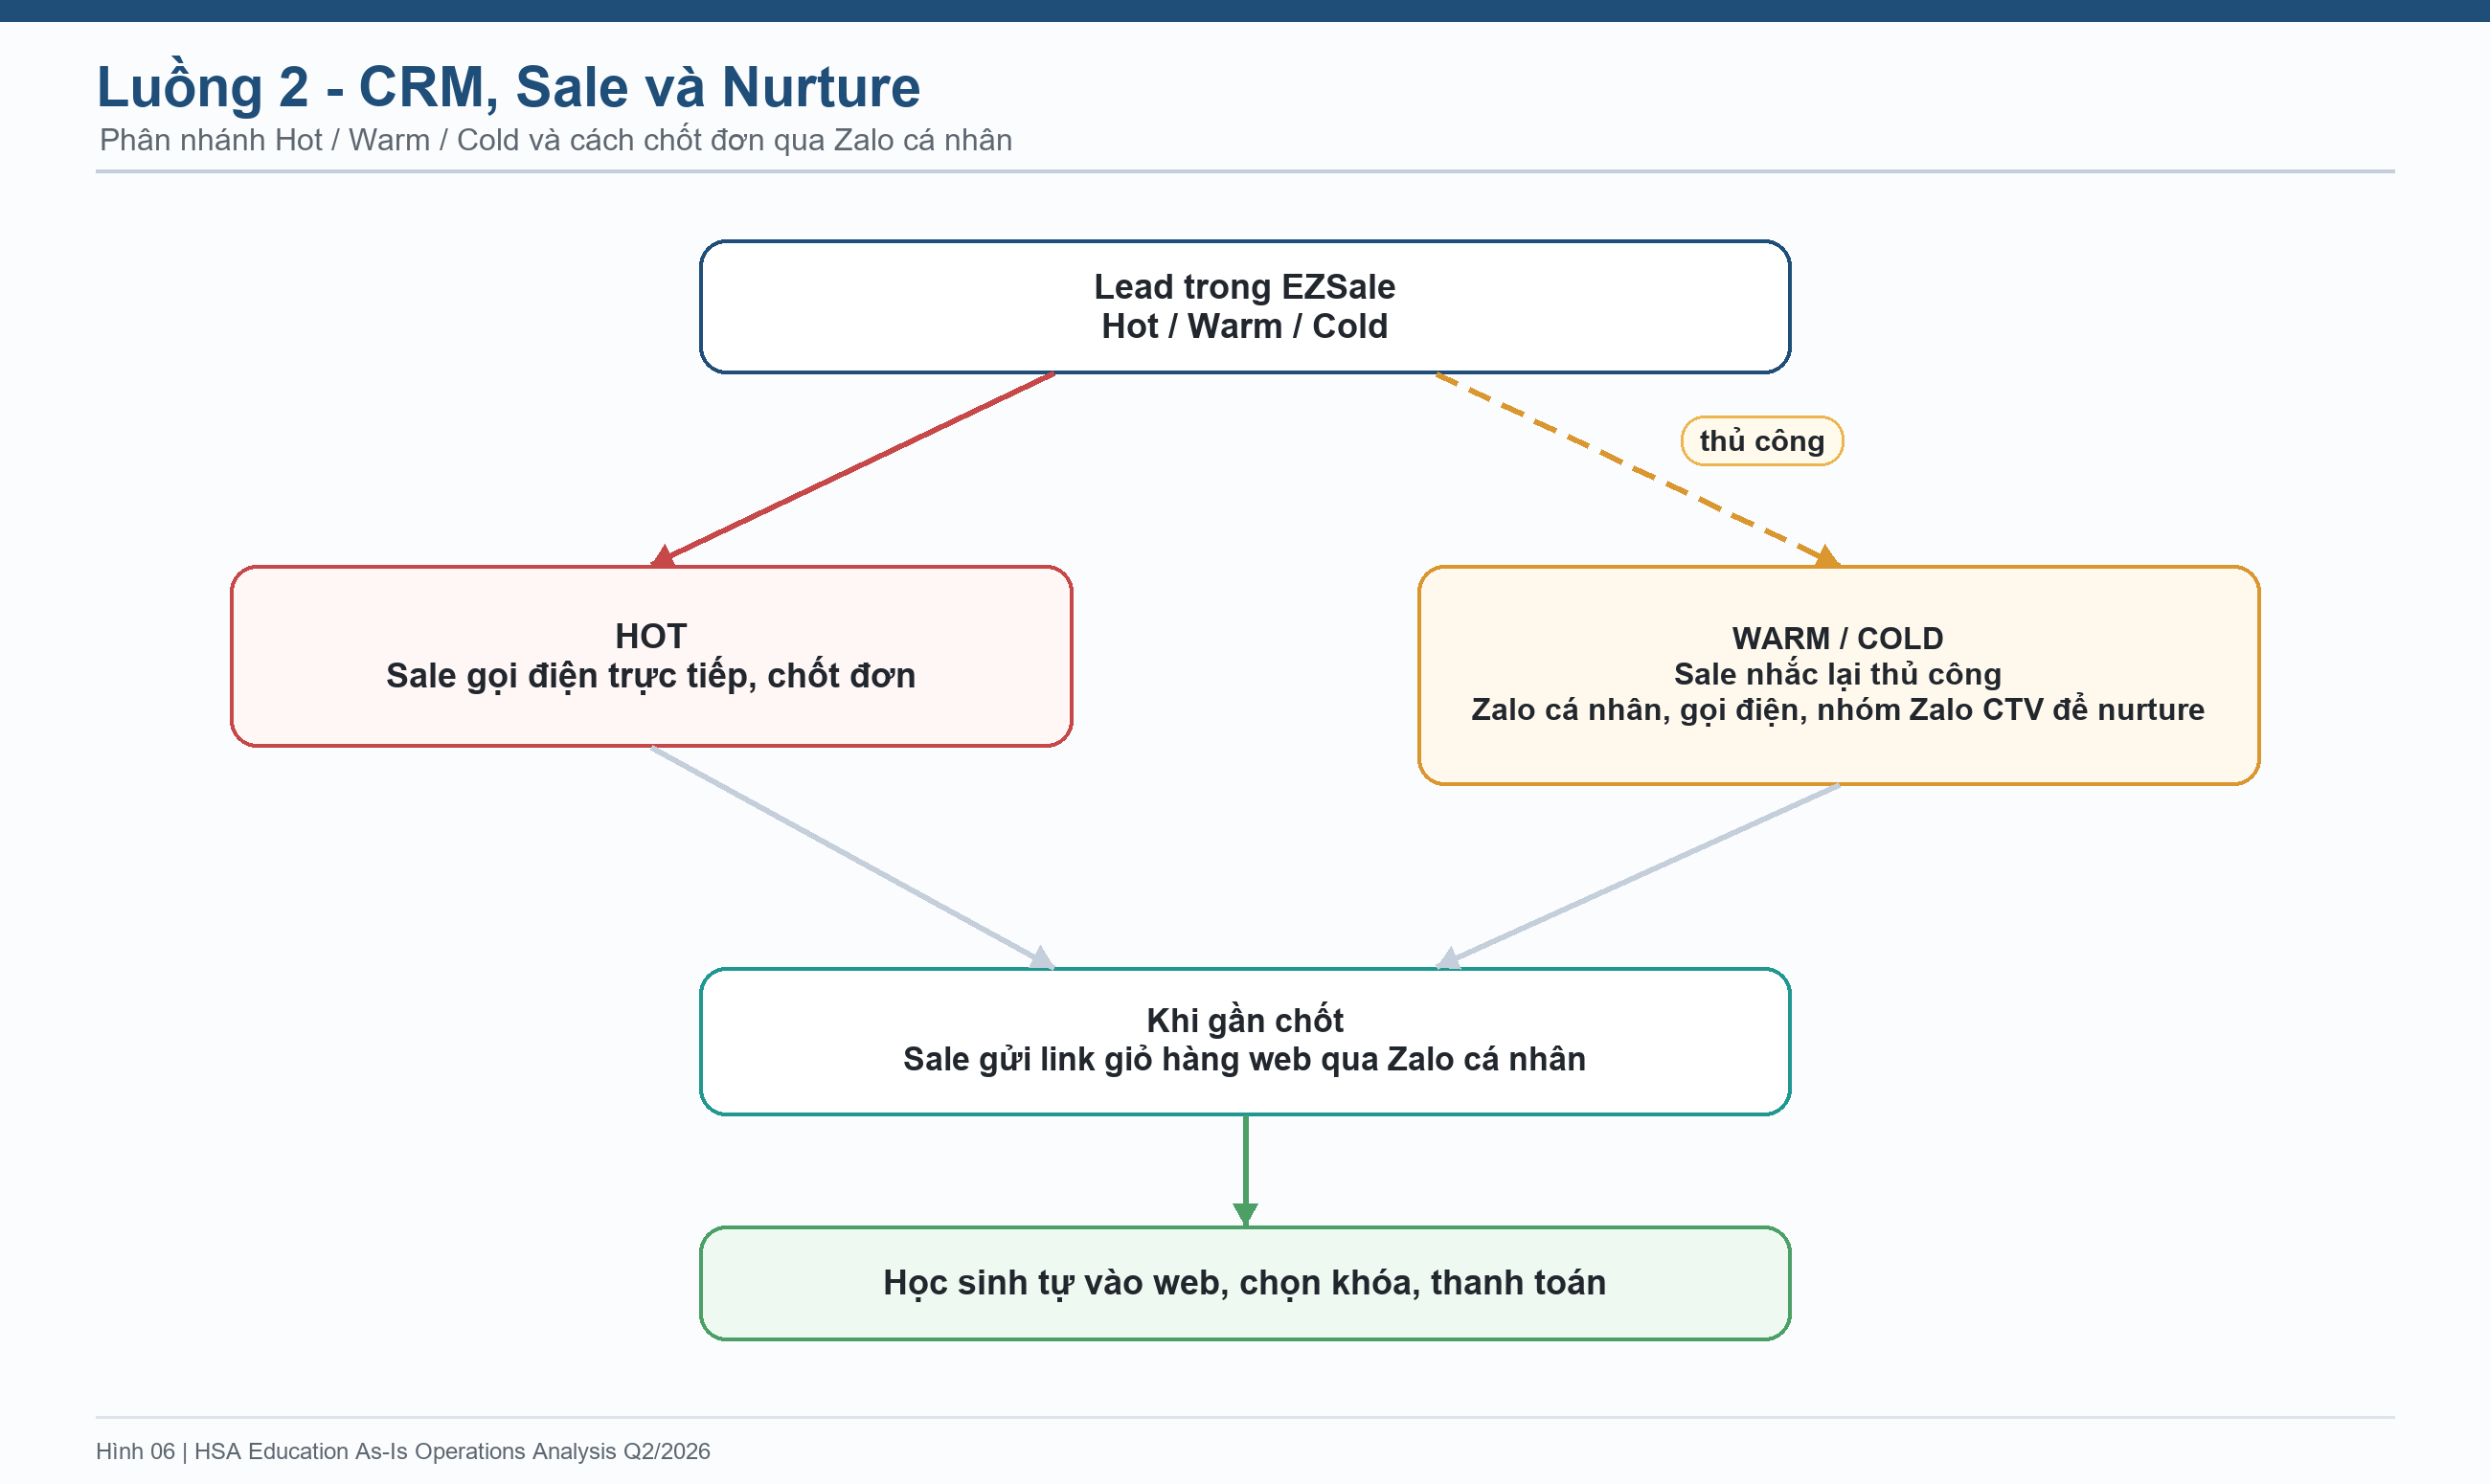 Luồng 2 - CRM, Sale và Nurture
Phân nhánh Hot / Warm / Cold và cách chốt đơn qua Zalo cá nhân
Lead trong EZSale
Hot / Warm / Cold
thủ công
HOT
Sale gọi điện trực tiếp, chốt đơn
WARM / COLD
Sale nhắc lại thủ công
Zalo cá nhân, gọi điện, nhóm Zalo CTV để nurture
Khi gần chốt
Sale gửi link giỏ hàng web qua Zalo cá nhân
Học sinh tự vào web, chọn khóa, thanh toán
Hình 06 | HSA Education As-Is Operations Analysis Q2/2026